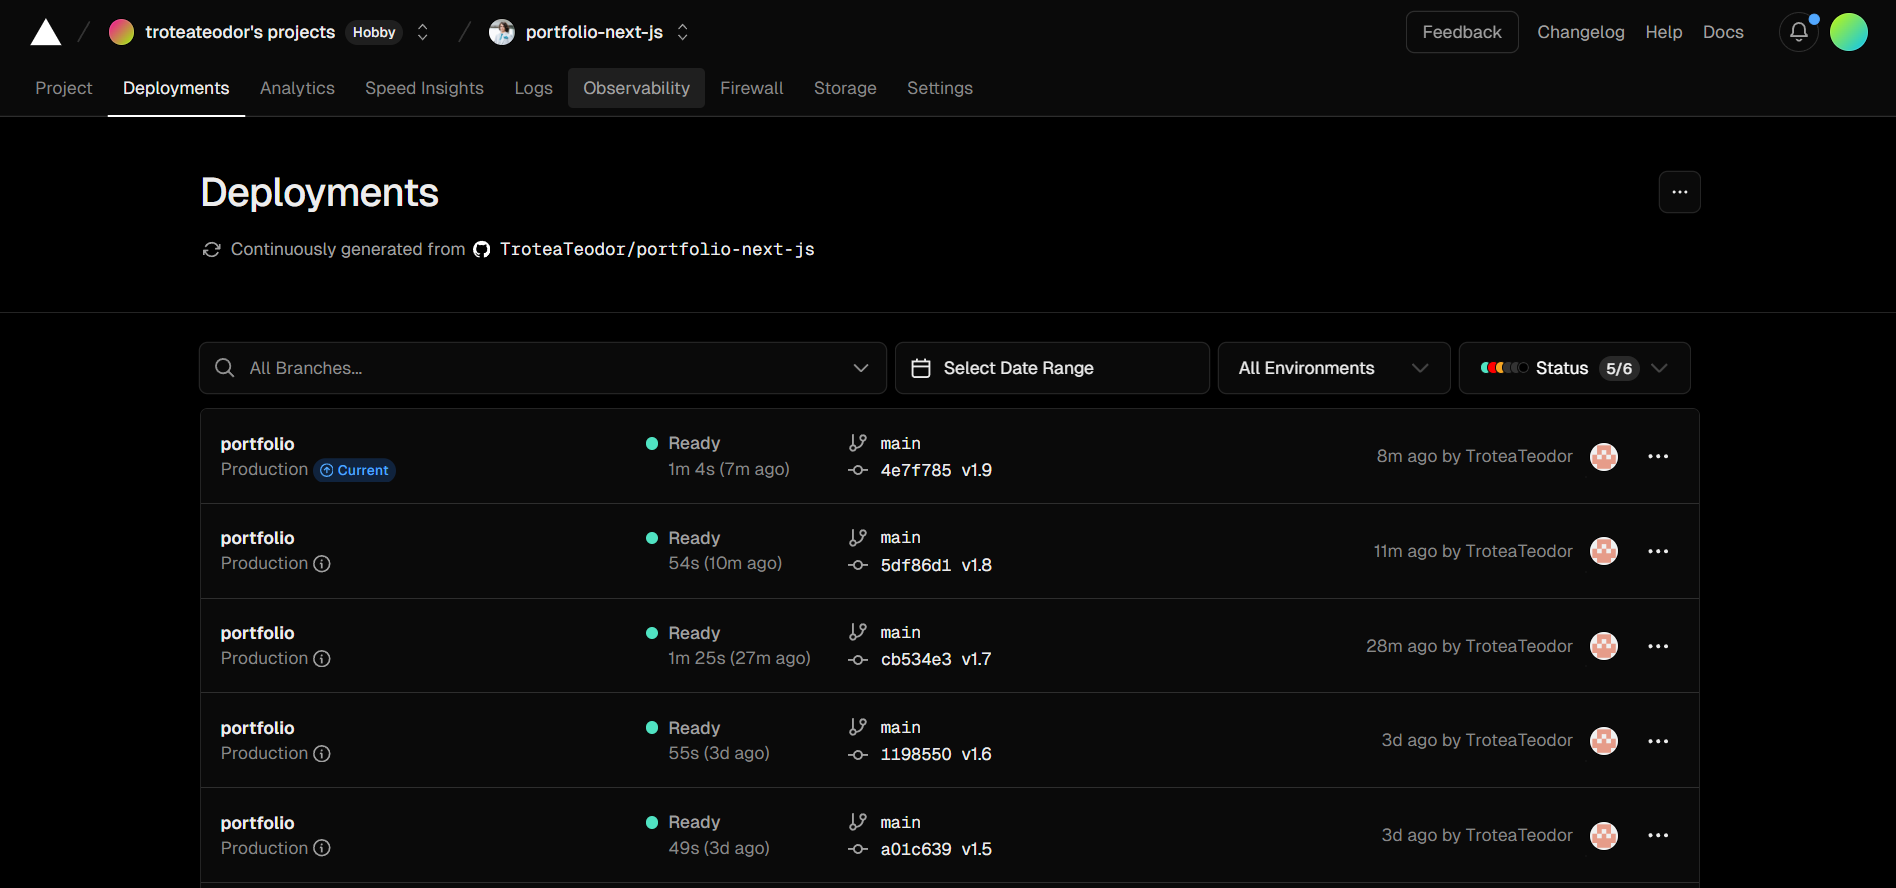 troteateodor's projects Hobby portfolio-next-js Feedback Changelog Help Docs
Project Deployments Analytics Speed Insights Logs Observability Firewall Storage Settings
Deployments
Continuously generated from TroteaTeodor/portfolio-next-js
All Branches... Select Date Range All Environments Status 5/6
portfolio Ready main
Production Current 1m 4s (7m ago) 4e7f785 v1.9 8m ago by TroteaTeodor
portfolio Ready main
Production 54s (10m ago) 5df86d1 v1.8 11m ago by TroteaTeodor
portfolio Ready main
Production 1m 25s (27m ago) cb534e3 v1.7 28m ago by TroteaTeodor
portfolio Ready main
Production 55s (3d ago) 1198550 v1.6 3d ago by TroteaTeodor
portfolio Ready main
Production 49s (3d ago) a01c639 v1.5 3d ago by TroteaTeodor